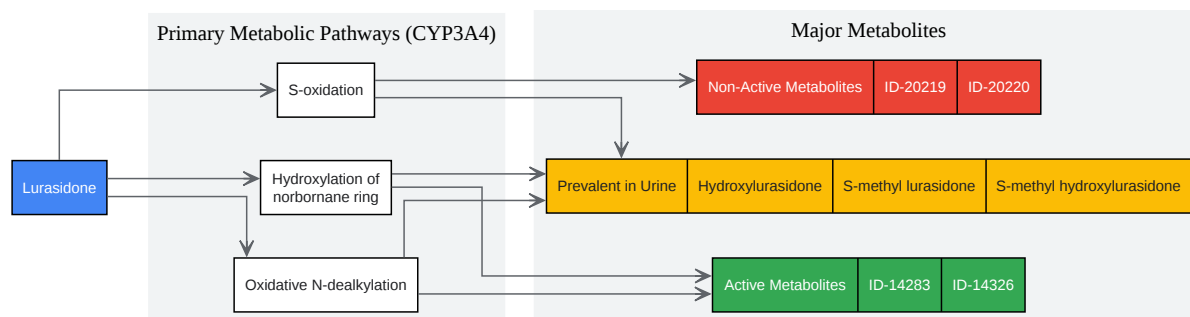 Primary Metabolic Pathways (CYP3A4)
Major Metabolites
S-oxidation
Non-Active Metabolites
ID-20219
ID-20220
Lurasidone
Hydroxylation of
norbornane ring
Prevalent in Urine
Hydroxylurasidone
S-methyl lurasidone
S-methyl hydroxylurasidone
Oxidative N-dealkylation
Active Metabolites
ID-14283
ID-14326